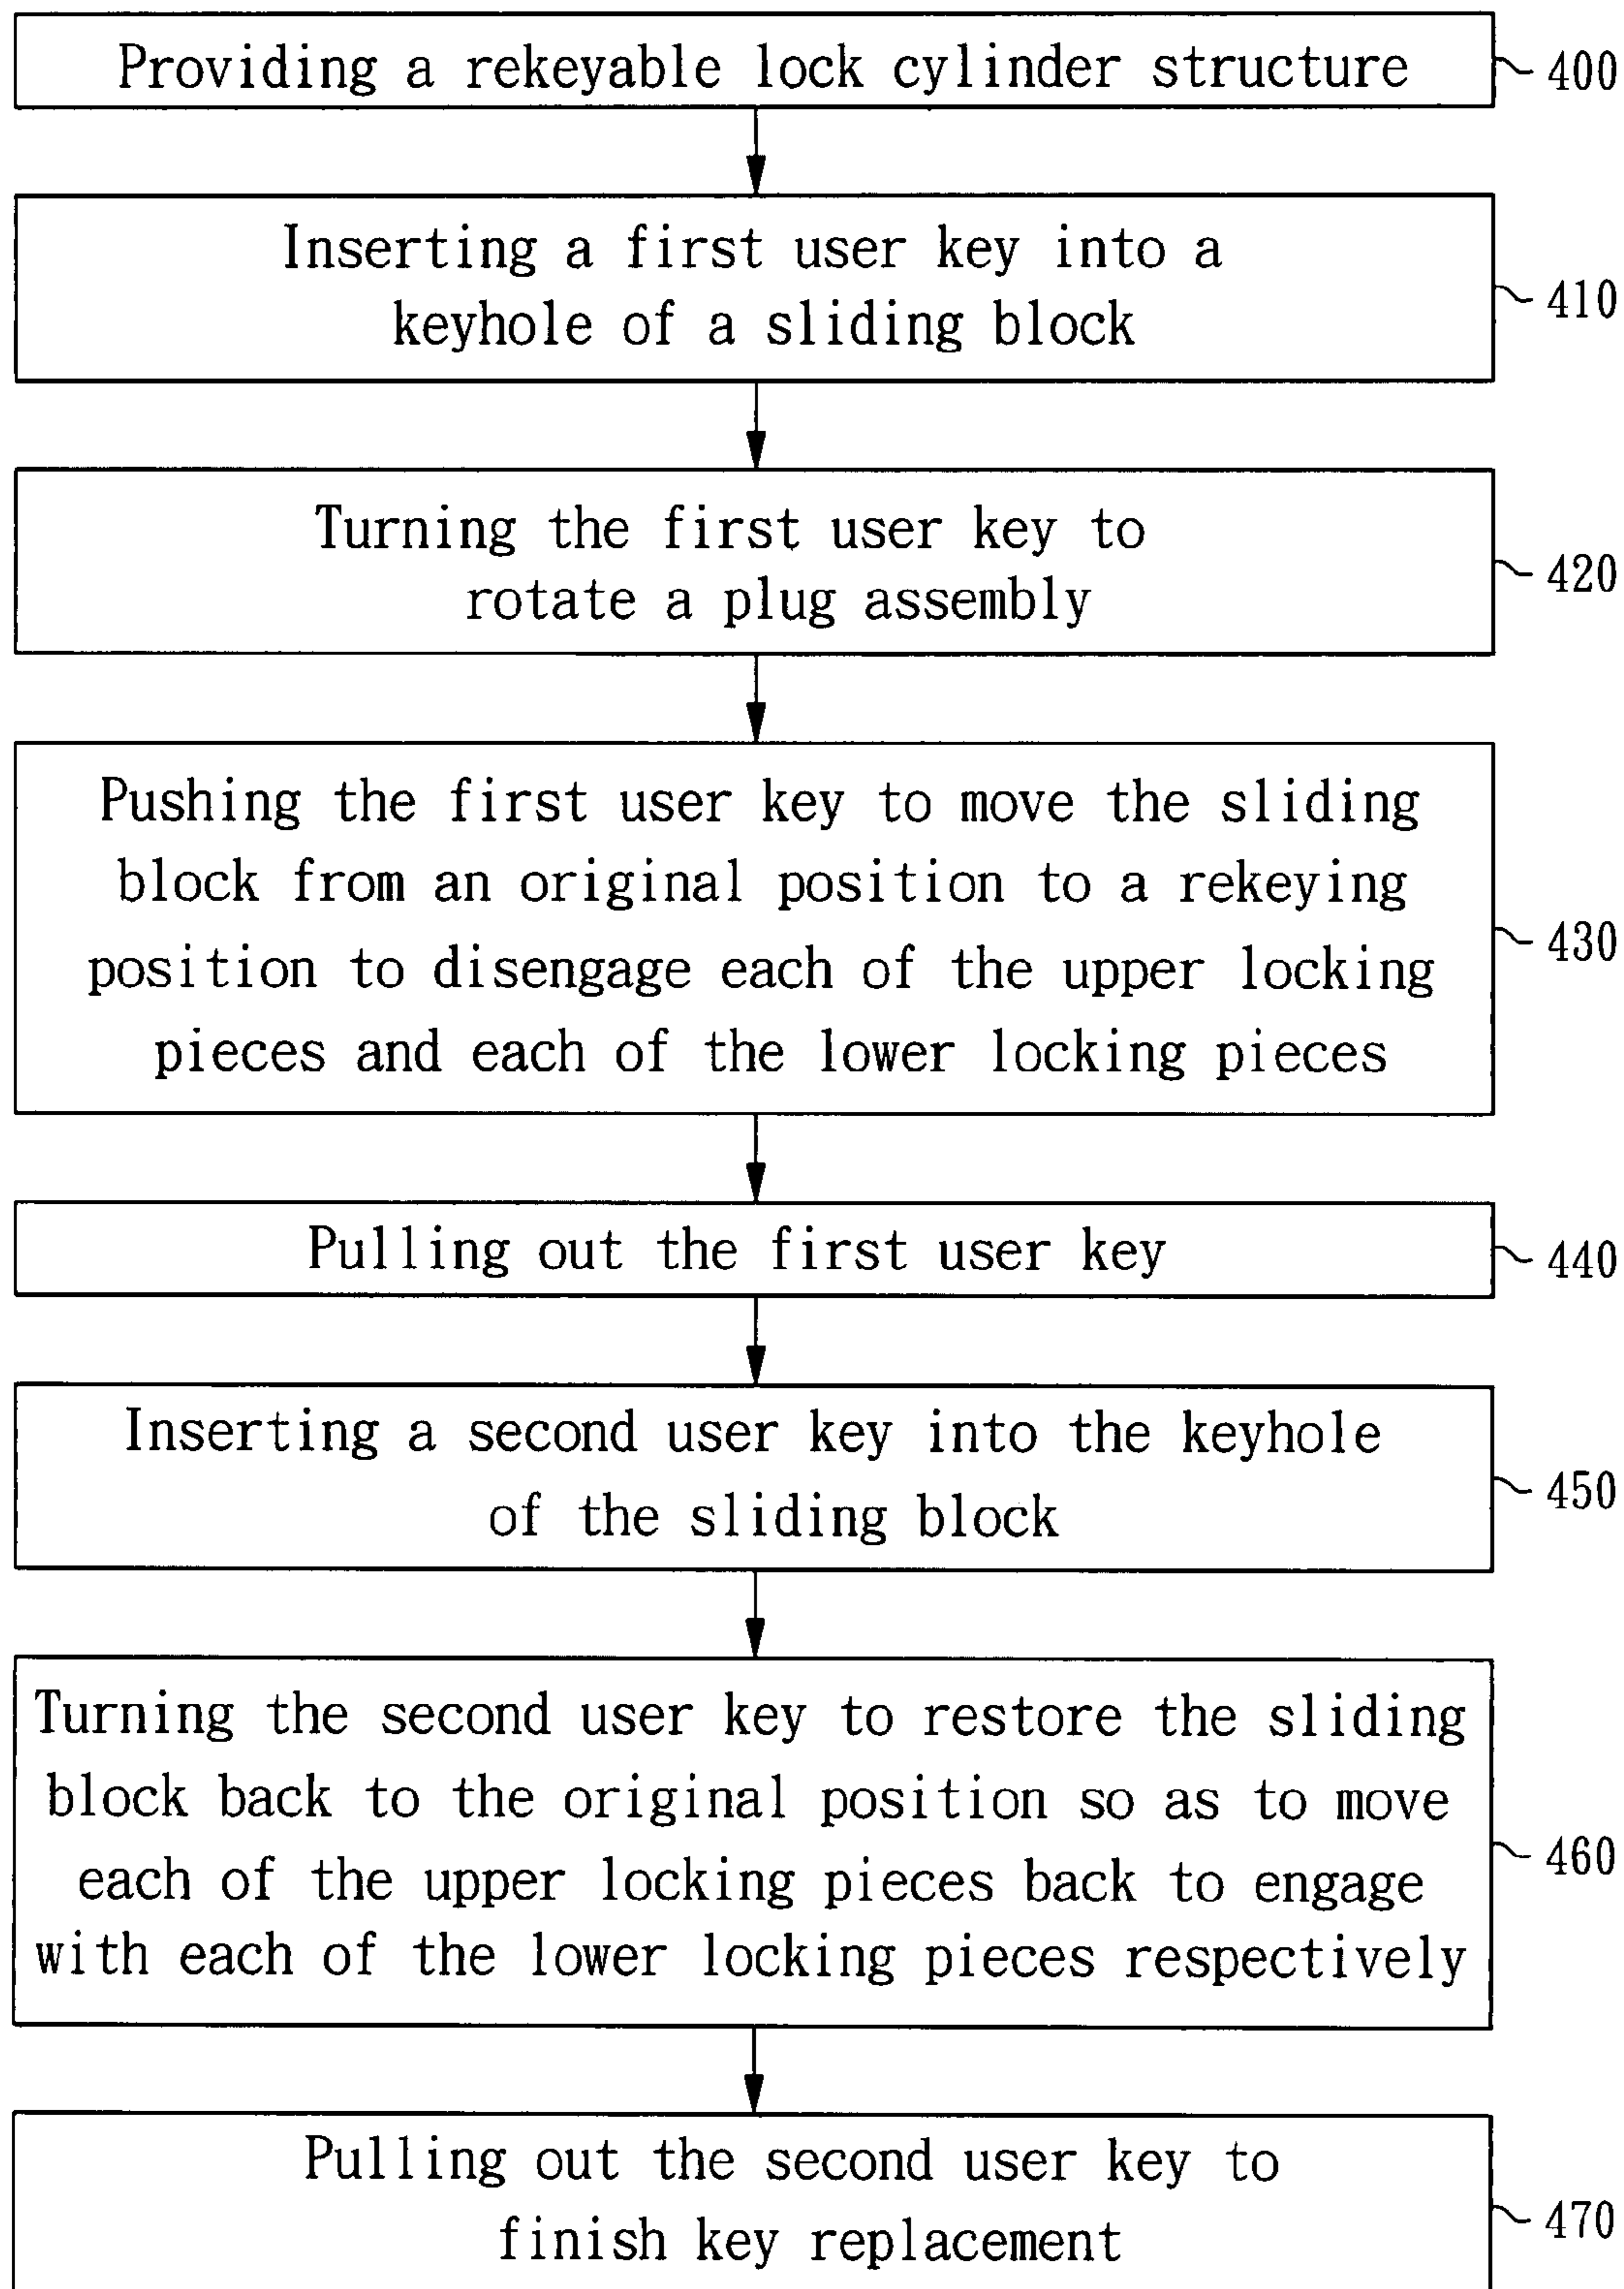 Providing a rekeyable lock cylinder structure
400
Inserting a first user key into a
keyhole of a sliding block
410
Turning the first user key to
rotate a plug assembly
420
Pushing the first user key to move the sliding
block from an original position to a rekeying
position to disengage each of the upper locking
pieces and each of the lower locking pieces
430
Pulling out the first user key
440
Inserting a second user key into the keyhole
of the sliding block
450
Turning the second user key to restore the sliding
block back to the original position so as to move
each of the upper locking pieces back to engage
with each of the lower locking pieces respectively
460
Pulling out the second user key to
finish key replacement
470